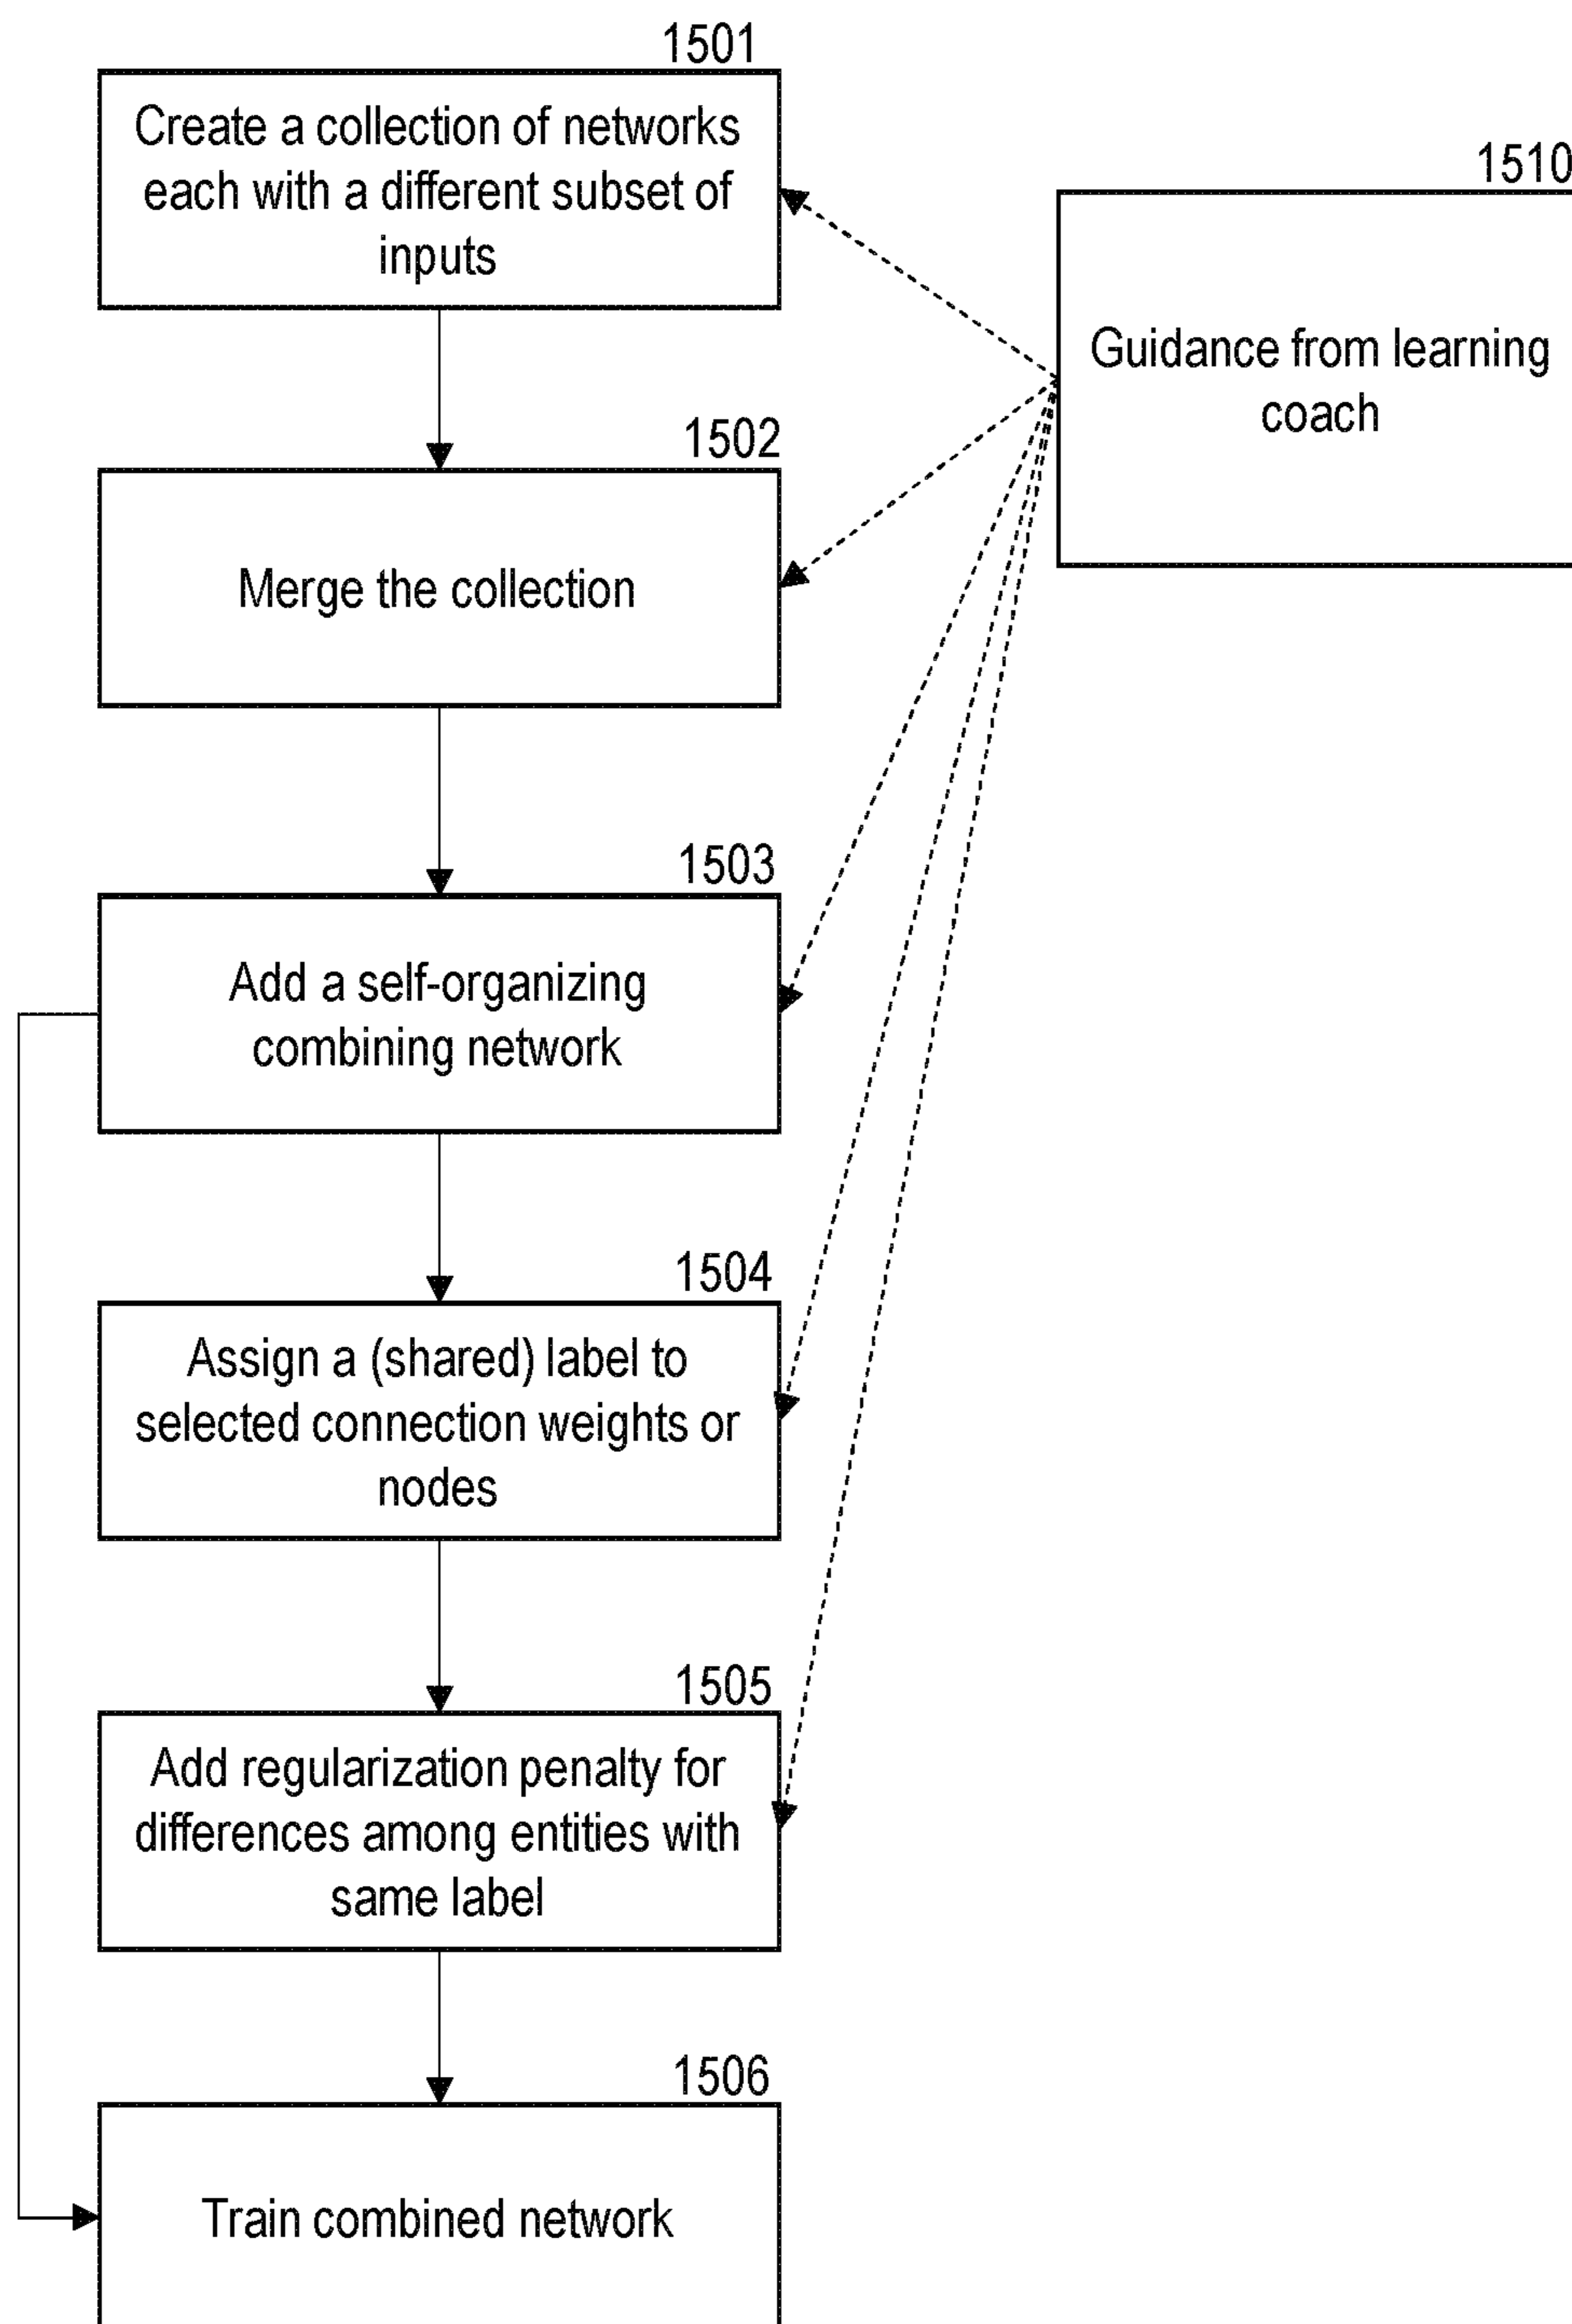 1501
Create a collection of networks
each with a different subset of
inputs
1510
Guidance from learning
coach
1502
Merge the collection
1503
Add a self-organizing
combining network
1504
Assign a (shared) label to
selected connection weights or
nodes
1505
Add regularization penalty for
differences among entities with
same label
1506
Train combined network